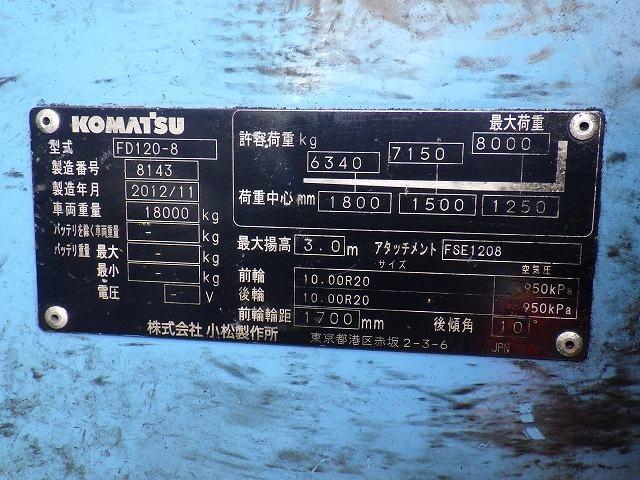 KOMATSU
型式 FD120-8
製造番号 8143
製造年月 2012/11
車両重量 18000 kg
バッテリを除く車両重量 - kg
バッテリ重量 最大 - kg
最小 - kg
電圧 - V
最大荷重
許容荷重 kg 6340 7150 8000
荷重中心 mm 1800 1500 1250
最大揚高 3.0 m アタッチメント FSE1208
サイズ 空気圧
前輪 10.00R20 950kPa
後輪 10.00R20 950kPa
前輪輪距 1700 mm 後傾角 10°
株式会社 小松製作所 東京都港区赤坂2-3-6 JPN